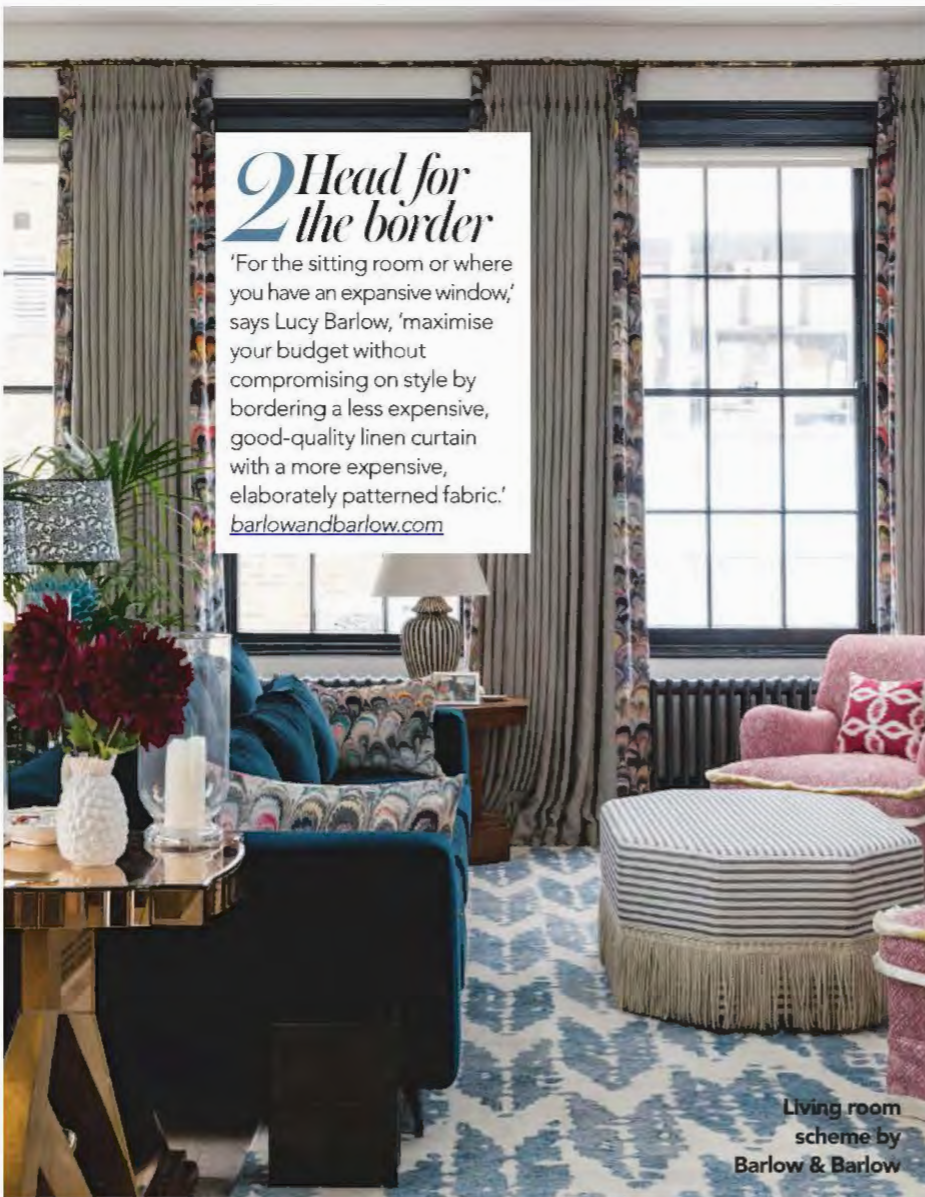 2 Head for
the border
'For the sitting room or where
you have an expansive window,'
says Lucy Barlow, 'maximise
your budget without
compromising on style by
bordering a less expensive,
good-quality linen curtain
with a more expensive,
elaborately patterned fabric.'
barlowandbarlow.com
Living room
scheme by
Barlow & Barlow